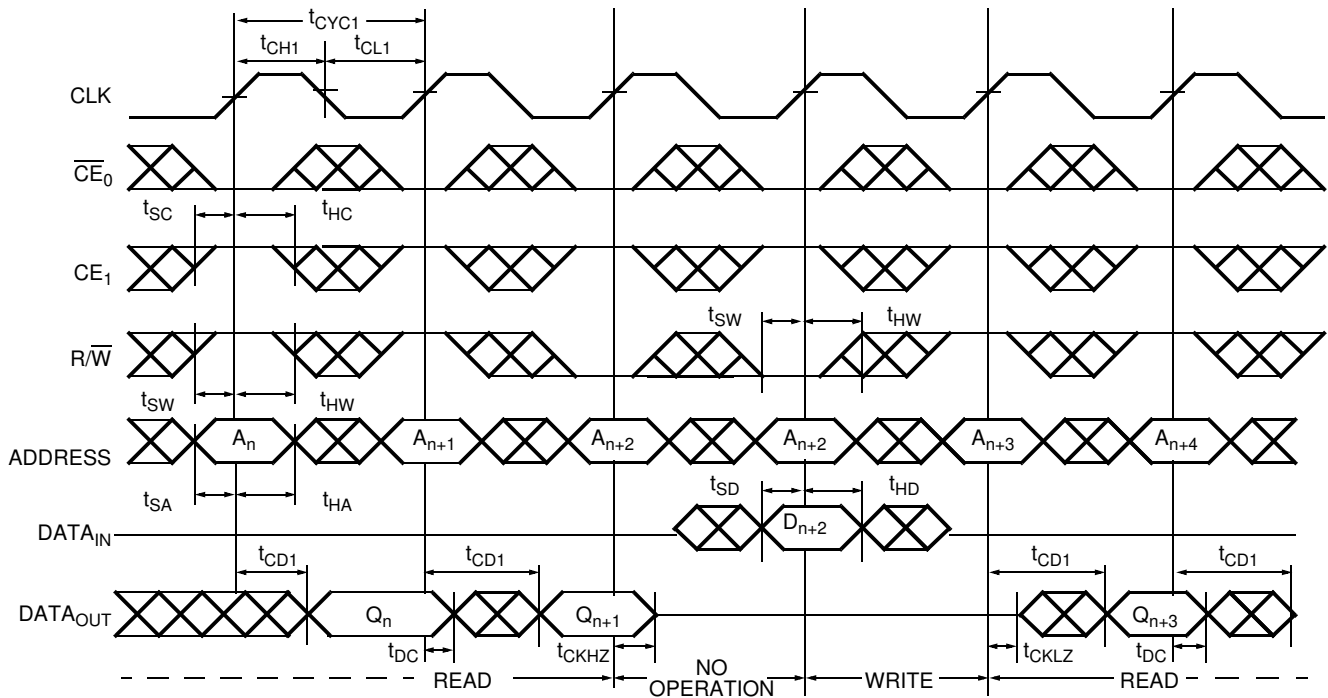 tCYC1
tCH1 tCL1
CLK
CE0
tSC tHC
CE1
tSW tHW
R/W
tSW tHW
An An+1 An+2 An+2 An+3 An+4
ADDRESS
tSA tHA tSD tHD
DATAIN Dn+2
tCD1 tCD1 tCD1 tCD1
DATAOUT Qn Qn+1 Qn+3
tDC tCKHZ tCKLZ tDC
READ NO OPERATION WRITE READ